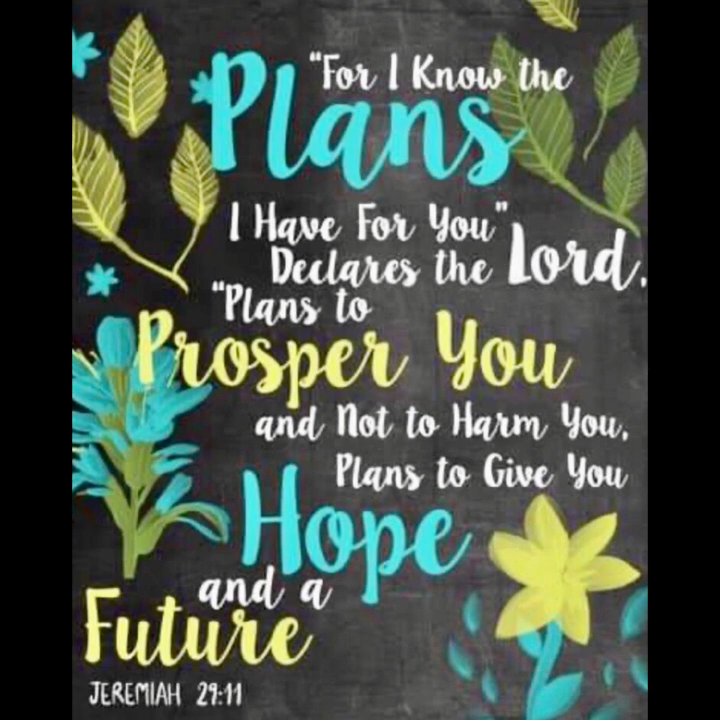 "For I Know the
Plans
I Have For You"
Declares the Lord.
"Plans to
Prosper You
and Not to Harm You,
Plans to Give You
Hope
and a
Future
JEREMIAH 29:11